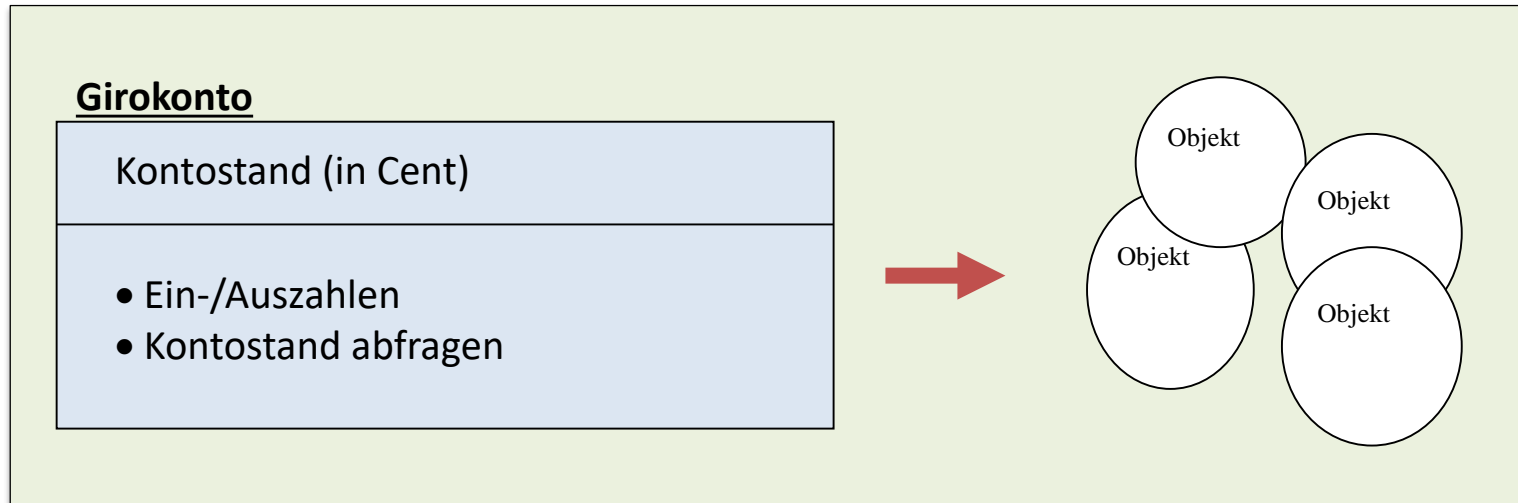 Girokonto
Kontostand (in Cent)
• Ein-/Auszahlen
• Kontostand abfragen
Objekt
Objekt
Objekt
Objekt